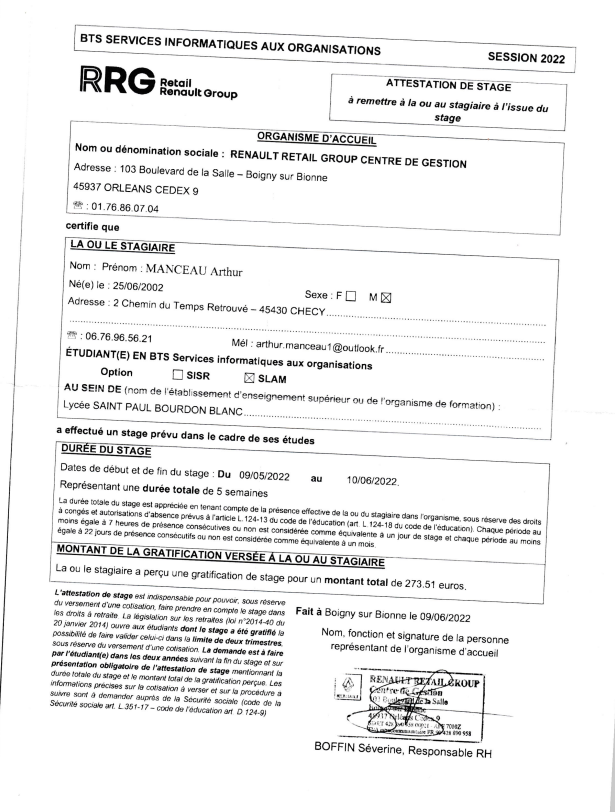 BTS SERVICES INFORMATIQUES AUX ORGANISATIONS
SESSION 2022
RRG Retail
Renault Group
ATTESTATION DE STAGE
à remettre à la ou au stagiaire à l'issue du
stage
ORGANISME D'ACCUEIL
Nom ou dénomination sociale : RENAULT RETAIL GROUP CENTRE DE GESTION
Adresse : 103 Boulevard de la Salle – Boigny sur Bionne
45937 ORLEANS CEDEX 9
☏ : 01.76.86.07.04
certifie que
LA OU LE STAGIAIRE
Nom : Prénom : MANCEAU Arthur
Né(e) le : 25/06/2002
Sexe : F ☐ M ☒
Adresse : 2 Chemin du Temps Retrouvé – 45430 CHECY
☏ : 06.76.96.56.21
Mél : arthur.manceau1@outlook.fr
ÉTUDIANT(E) EN BTS Services informatiques aux organisations
Option ☐ SISR ☒ SLAM
AU SEIN DE (nom de l'établissement d'enseignement supérieur ou de l'organisme de formation) :
Lycée SAINT PAUL BOURDON BLANC
a effectué un stage prévu dans le cadre de ses études
DURÉE DU STAGE
Dates de début et de fin du stage : Du 09/05/2022 au 10/06/2022.
Représentant une durée totale de 5 semaines
La durée totale du stage est appréciée en tenant compte de la présence effective de la ou du stagiaire dans l'organisme, sous réserve des droits
à congés et autorisations d'absence prévus à l'article L.124-13 du code de l'éducation (art. L.124-18 du code de l'éducation). Chaque période au
moins égale à 7 heures de présence consécutives ou non est considérée comme équivalente à un jour de stage et chaque période au moins
égale à 22 jours de présence consécutifs ou non est considérée comme équivalente à un mois.
MONTANT DE LA GRATIFICATION VERSÉE À LA OU AU STAGIAIRE
La ou le stagiaire a perçu une gratification de stage pour un montant total de 273.51 euros.
L'attestation de stage est indispensable pour pouvoir, sous réserve
du versement d'une cotisation, faire prendre en compte le stage dans
les droits à retraite. La législation sur les retraites (loi n°2014-40 du
20 janvier 2014) ouvre aux étudiants dont le stage a été gratifié la
possibilité de faire valider celui-ci dans la limite de deux trimestres,
sous réserve du versement d'une cotisation. La demande est à faire
par l'étudiant(e) dans les deux années suivant la fin du stage et sur
présentation obligatoire de l'attestation de stage mentionnant la
durée totale du stage et le montant total de la gratification perçue. Les
informations précises sur la cotisation à verser et sur la procédure à
suivre sont à demander auprès de la Sécurité sociale (code de la
Sécurité sociale art. L.351-17 – code de l'éducation art. D.124-9)
Fait à Boigny sur Bionne le 09/06/2022
Nom, fonction et signature de la personne
représentant de l'organisme d'accueil
RENAULT RETAIL GROUP
Centre de Gestion
103 Boulevard de la Salle
45937 Orléans Cedex 9
BOFFIN Séverine, Responsable RH